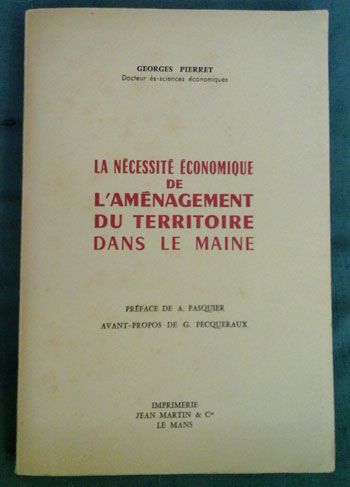 GEORGES PIERRET
Docteur ès-sciences économiques
LA NÉCESSITÉ ÉCONOMIQUE
DE
L'AMÉNAGEMENT
DU TERRITOIRE
DANS LE MAINE
PRÉFACE DE A. PASQUIER
AVANT-PROPOS DE G. PECQUERAUX
IMPRIMERIE
JEAN MARTIN & Cie
LE MANS